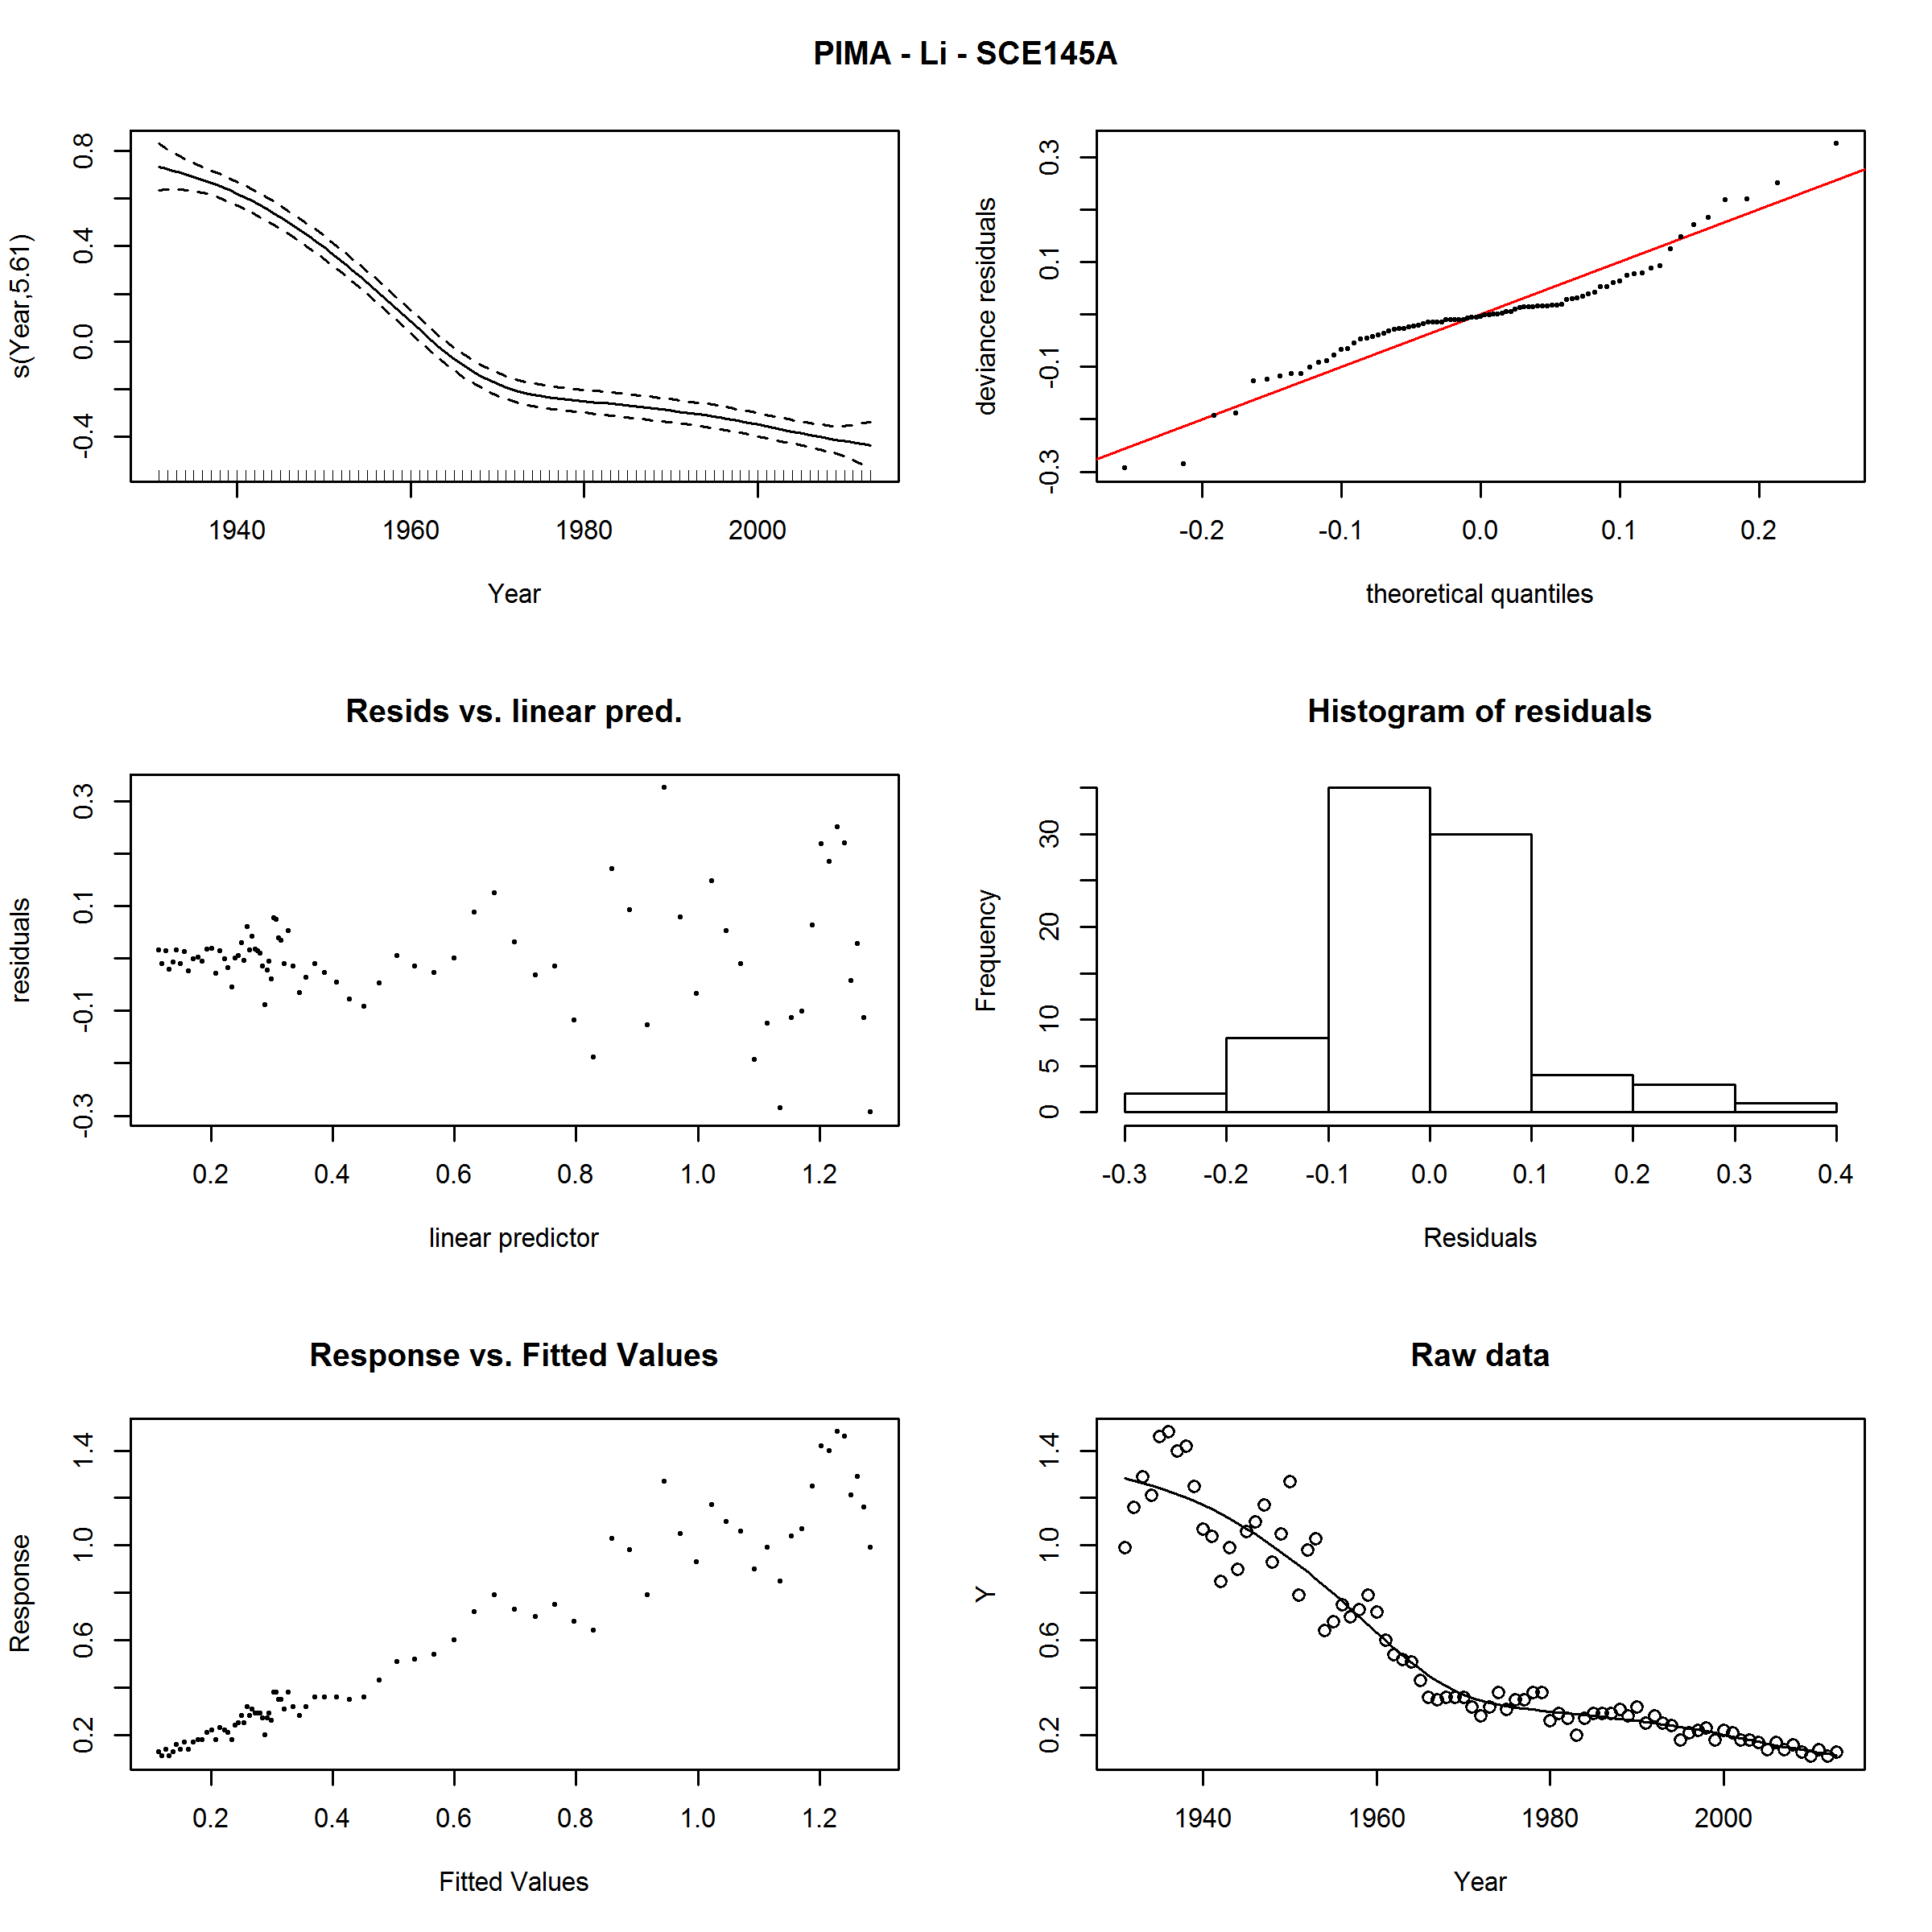 PIMA - Li - SCE145A
s(Year,5.61)
0.8
0.4
0.0
-0.4
1940 1960 1980 2000
Year
deviance residuals
0.3
0.1
-0.1
-0.3
-0.2 -0.1 0.0 0.1 0.2
theoretical quantiles
Resids vs. linear pred.
residuals
0.3
0.1
-0.1
-0.3
0.2 0.4 0.6 0.8 1.0 1.2
linear predictor
Histogram of residuals
Frequency
30
20
10
5
0
-0.3 -0.2 -0.1 0.0 0.1 0.2 0.3 0.4
Residuals
Response vs. Fitted Values
Response
1.4
1.0
0.6
0.2
0.2 0.4 0.6 0.8 1.0 1.2
Fitted Values
Raw data
Y
1.4
1.0
0.6
0.2
1940 1960 1980 2000
Year